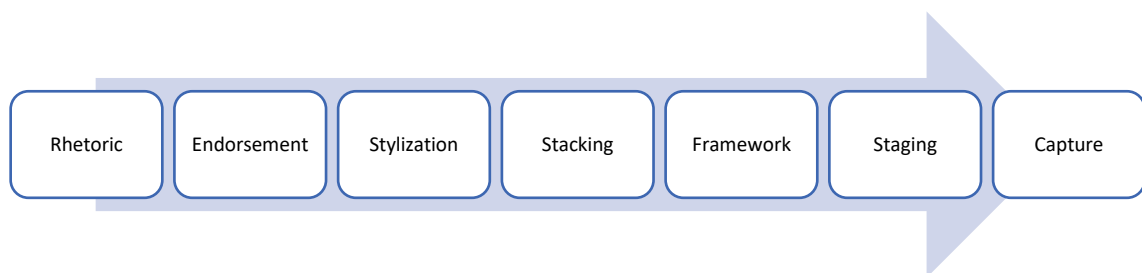 Rhetoric
Endorsement
Stylization
Stacking
Framework
Staging
Capture